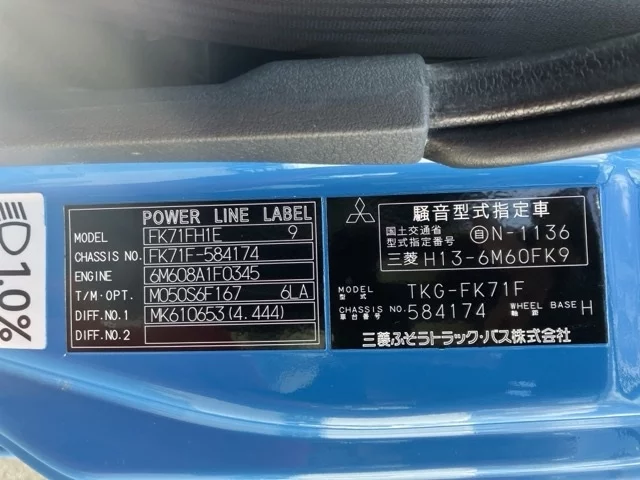 1.0%
POWER LINE LABEL
MODEL FK71FH1E 9
CHASSIS NO. FK71F-584174
ENGINE 6M608A1F0345
T/M・OPT. M050S6F167 6LA
DIFF.NO.1 MK610653(4.444)
DIFF.NO.2
騒音型式指定車
国土交通省
型式指定番号 自N-1136
三菱 H13-6M60FK9
MODEL
型式 TKG-FK71F
CHASSIS NO.
車台番号 584174 WHEEL BASE
軸距 H
三菱ふそうトラック・バス株式会社